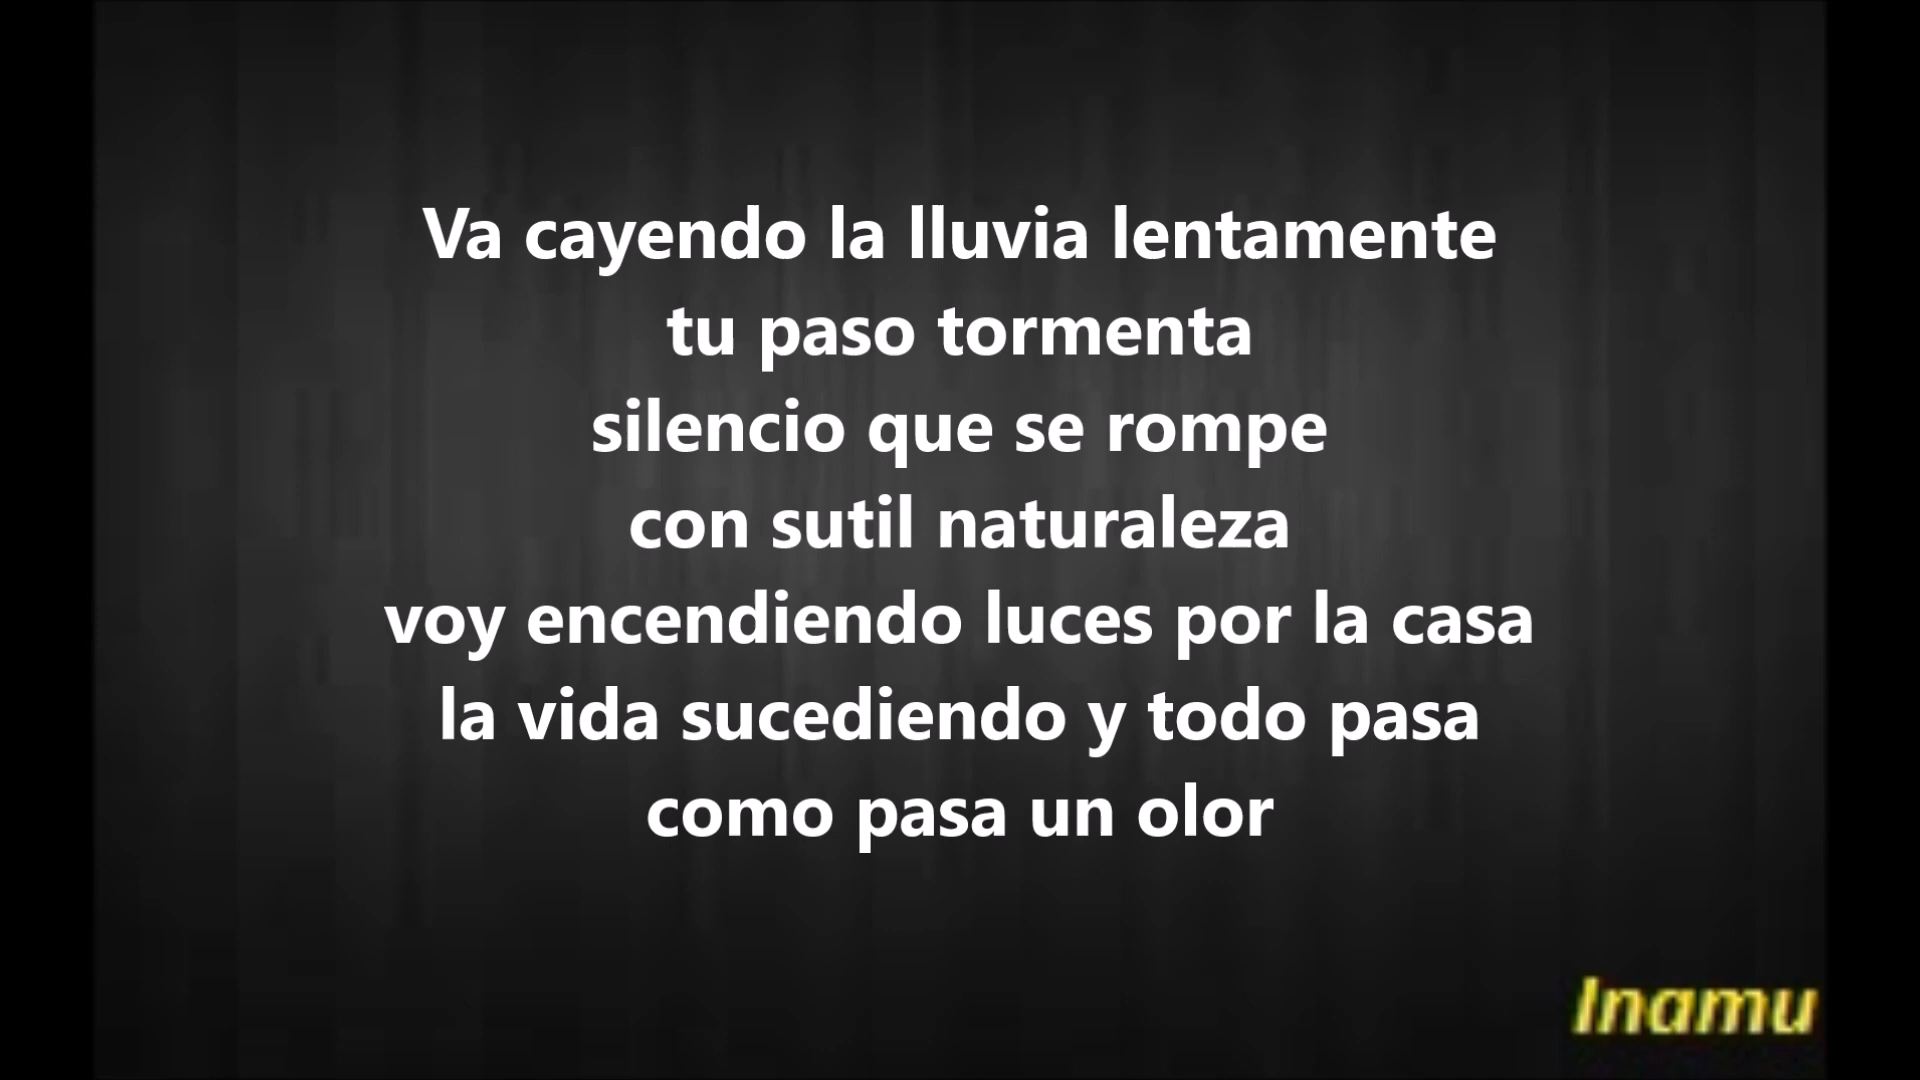 Va cayendo la lluvia lentamente
tu paso tormenta
silencio que se rompe
con sutil naturaleza
voy encendiendo luces por la casa
la vida sucediendo y todo pasa
como pasa un olor
Inamu